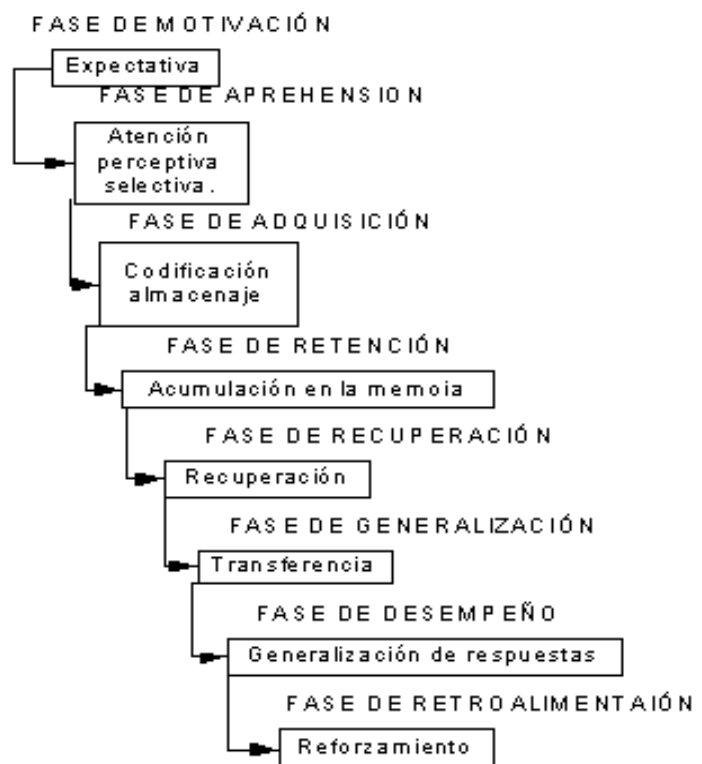 FASE DE MOTIVACIÓN
Expectativa
FASE DE APREHENSION
Atención
perceptiva
selectiva.
FASE DE ADQUISICIÓN
Codificación
almacenaje
FASE DE RETENCIÓN
Acumulación en la memoia
FASE DE RECUPERACIÓN
Recuperación
FASE DE GENERALIZACIÓN
Transferencia
FASE DE DESEMPEÑO
Generalización de respuestas
FASE DE RETROALIMENTAIÓN
Reforzamiento